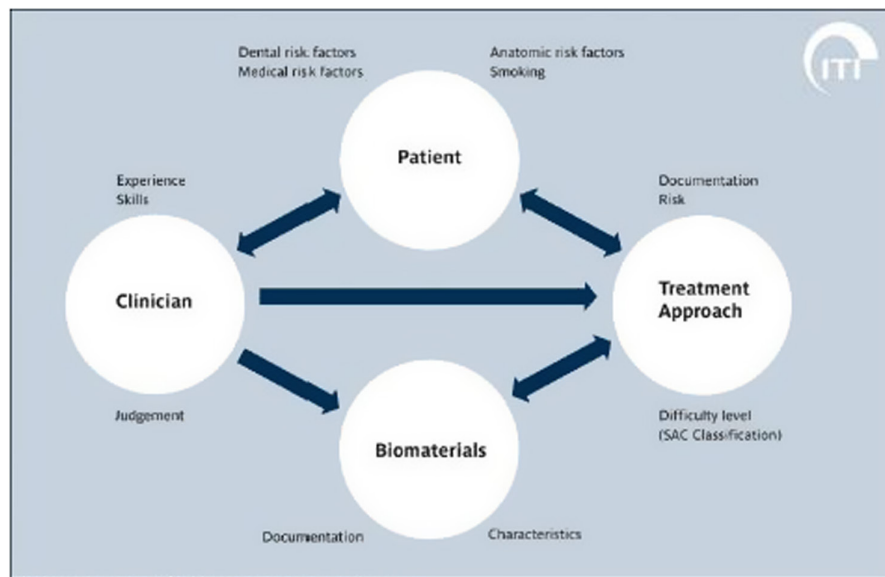 Dental risk factors
Medical risk factors
Anatomic risk factors
Smoking
ITI
Patient
Experience
Skills
Documentation
Risk
Clinician
Treatment
Approach
Judgement
Difficulty level
(SAC Classification)
Biomaterials
Documentation
Characteristics